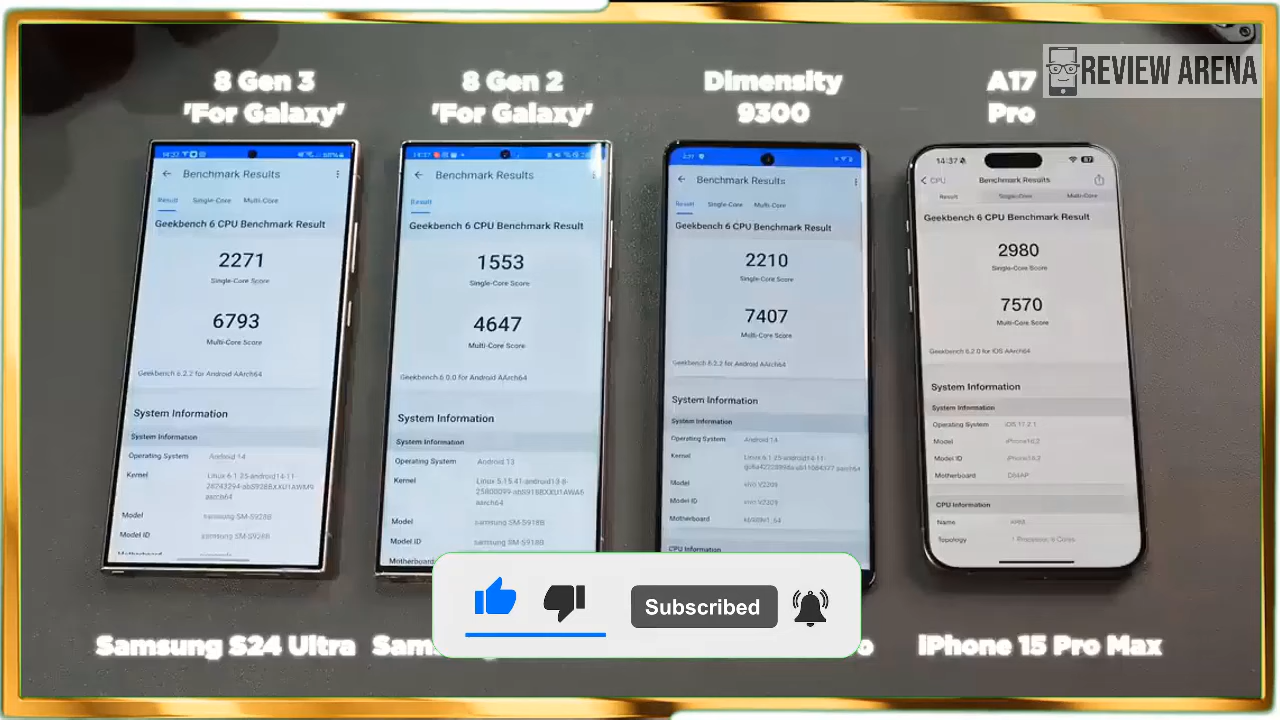 REVIEW ARENA
8 Gen 3
'For Galaxy'
8 Gen 2
'For Galaxy'
Dimensity
9300
A17
Pro
14:37
Benchmark Results
Result Single-Core Multi-Core
Geekbench 6 CPU Benchmark Result
2271
Single-Core Score
6793
Multi-Core Score
Geekbench 6.2.2 for Android AArch64
System Information
System Information
Operating System Android 14
Kernel
Model samsung SM-S928B
Model ID samsung SM-S928B
14:37
Benchmark Results
Result
Geekbench 6 CPU Benchmark Result
1553
Single-Core Score
4647
Multi-Core Score
Geekbench 6.0.0 for Android AArch64
System Information
System Information
Operating System Android 13
Kernel
Model samsung SM-S918B
Model ID samsung SM-S918B
Motherboard
Benchmark Results
Result Single-Core Multi-Core
Geekbench 6 CPU Benchmark Result
2210
Single-Core Score
7407
Multi-Core Score
Geekbench 6.2.2 for Android AArch64
System Information
System Information
Operating System Android 14
Kernel
Model
Model ID
Motherboard
CPU Information
14:37 87
CPU Benchmark Results
Result Single-Core Multi-Core
Geekbench 6 CPU Benchmark Result
2980
Single-Core Score
7570
Multi-Core Score
Geekbench 6.2.0 for iOS AArch64
System Information
System Information
Operating System iOS 17.2.1
Model iPhone16,2
Model ID iPhone16,2
Motherboard
CPU Information
Name
Topology 1 Processor, 6 Cores
Subscribed
Samsung S24 Ultra
iPhone 15 Pro Max